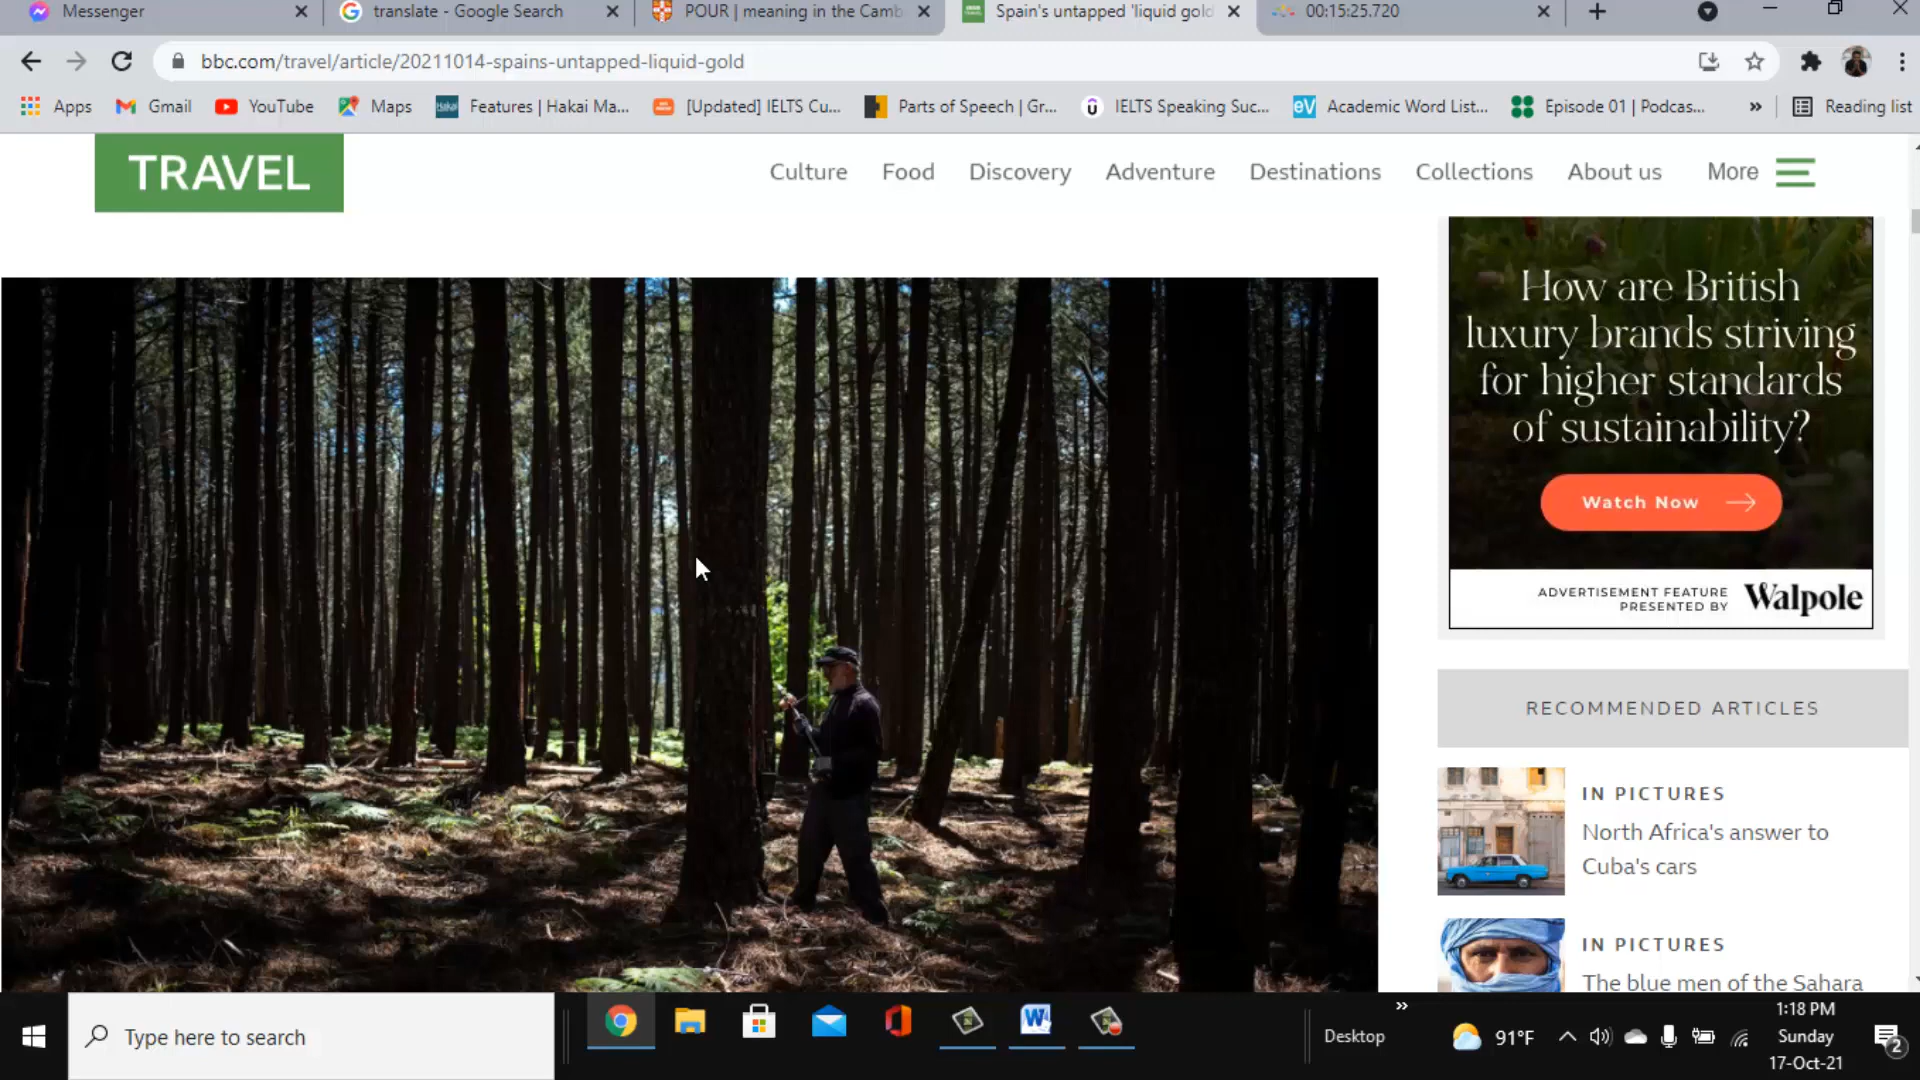 Messenger
translate - Google Search
POUR | meaning in the Camb
Spain's untapped 'liquid gold
00:15:25.720
bbc.com/travel/article/20211014-spains-untapped-liquid-gold
Apps
Gmail
YouTube
Maps
Hakai
Features | Hakai Ma...
[Updated] IELTS Cu...
Parts of Speech | Gr...
IELTS Speaking Suc...
eV
Academic Word List...
Episode 01 | Podcas...
»
Reading list
TRAVEL
Culture
Food
Discovery
Adventure
Destinations
Collections
About us
More
How are British
luxury brands striving
for higher standards
of sustainability?
Watch Now
ADVERTISEMENT FEATURE
PRESENTED BY
Walpole
RECOMMENDED ARTICLES
IN PICTURES
North Africa's answer to
Cuba's cars
IN PICTURES
The blue men of the Sahara
Type here to search
W
Desktop
»
91°F
1:18 PM
Sunday
17-Oct-21
2